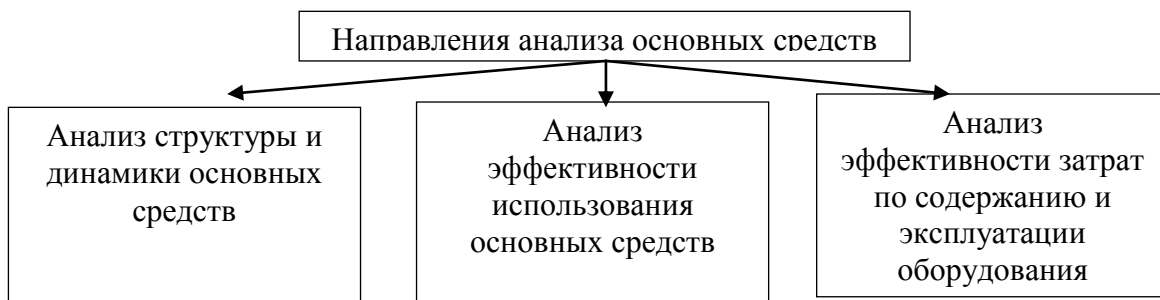 Направления анализа основных средств
Анализ структуры и
динамики основных
средств
Анализ
эффективности
использования
основных средств
Анализ
эффективности затрат
по содержанию и
эксплуатации
оборудования